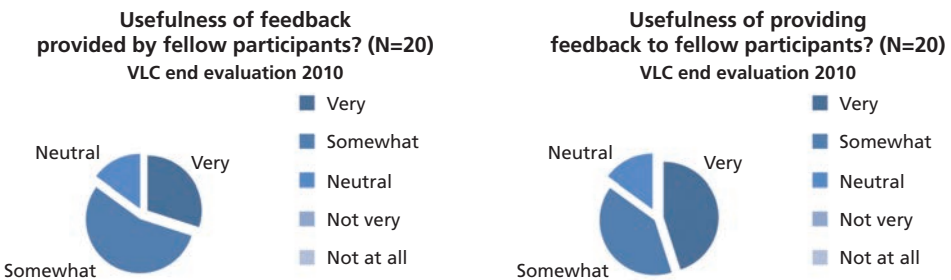 Usefulness of feedback
provided by fellow participants? (N=20)
VLC end evaluation 2010
Very
Somewhat
Neutral
Not very
Not at all
Neutral
Very
Somewhat
Usefulness of providing
feedback to fellow participants? (N=20)
VLC end evaluation 2010
Very
Somewhat
Neutral
Not very
Not at all
Neutral
Very
Somewhat